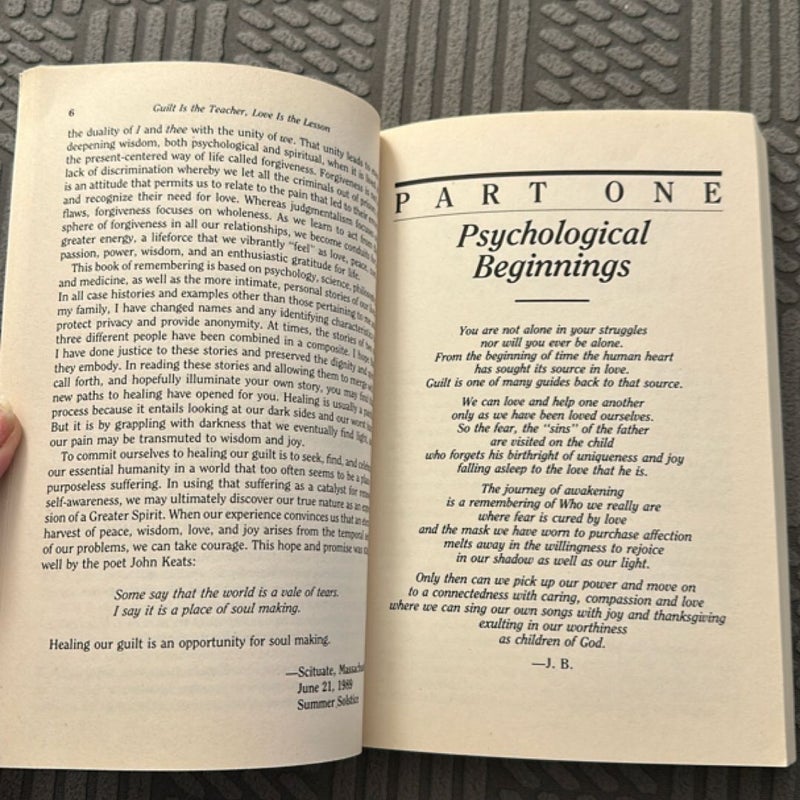 6
Guilt Is the Teacher, Love Is the Lesson
the duality of I and thee with the unity of we. That unity leads to
deepening wisdom, both psychological and spiritual, when it is
the present-centered way of life called forgiveness. Forgiveness is
lack of discrimination whereby we let all the criminals out of
is an attitude that permits us to relate to the pain that led to their
and recognize their need for love. Whereas judgmentalism focuses
flaws, forgiveness focuses on wholeness. As we learn to act from
sphere of forgiveness in all our relationships, we become conduits
greater energy, a lifeforce that we vibrantly "feel" as love, peace,
passion, power, wisdom, and an enthusiastic gratitude for life.
This book of remembering is based on psychology, science,
and medicine, as well as the more intimate, personal stories of our
In all case histories and examples other than those pertaining to
my family, I have changed names and any identifying characteristics
protect privacy and provide anonymity. At times, the stories of
three different people have been combined in a composite. I hope
I have done justice to these stories and preserved the dignity and
they embody. In reading these stories and allowing them to merge
call forth, and hopefully illuminate your own story, you may find
new paths to healing have opened for you. Healing is usually a
process because it entails looking at our dark sides and our worst
But it is by grappling with darkness that we eventually find light,
our pain may be transmuted to wisdom and joy.
To commit ourselves to healing our guilt is to seek, find, and
our essential humanity in a world that too often seems to be a
purposeless suffering. In using that suffering as a catalyst for
self-awareness, we may ultimately discover our true nature as an
sion of a Greater Spirit. When our experience convinces us that an
harvest of peace, wisdom, love, and joy arises from the temporal
of our problems, we can take courage. This hope and promise was
well by the poet John Keats:
Some say that the world is a vale of tears.
I say it is a place of soul making.
Healing our guilt is an opportunity for soul making.
—Scituate,
June 21, 1989
Summer Solstice
PART ONE
Psychological
Beginnings
You are not alone in your struggles
nor will you ever be alone.
From the beginning of time the human heart
has sought its source in love.
Guilt is one of many guides back to that source.
We can love and help one another
only as we have been loved ourselves.
So the fear, the "sins" of the father
are visited on the child
who forgets his birthright of uniqueness and joy
falling asleep to the love that he is.
The journey of awakening
is a remembering of Who we really are
where fear is cured by love
and the mask we have worn to purchase affection
melts away in the willingness to rejoice
in our shadow as well as our light.
Only then can we pick up our power and move on
to a connectedness with caring, compassion and love
where we can sing our own songs with joy and thanksgiving
exulting in our worthiness
as children of God.
—J. B.